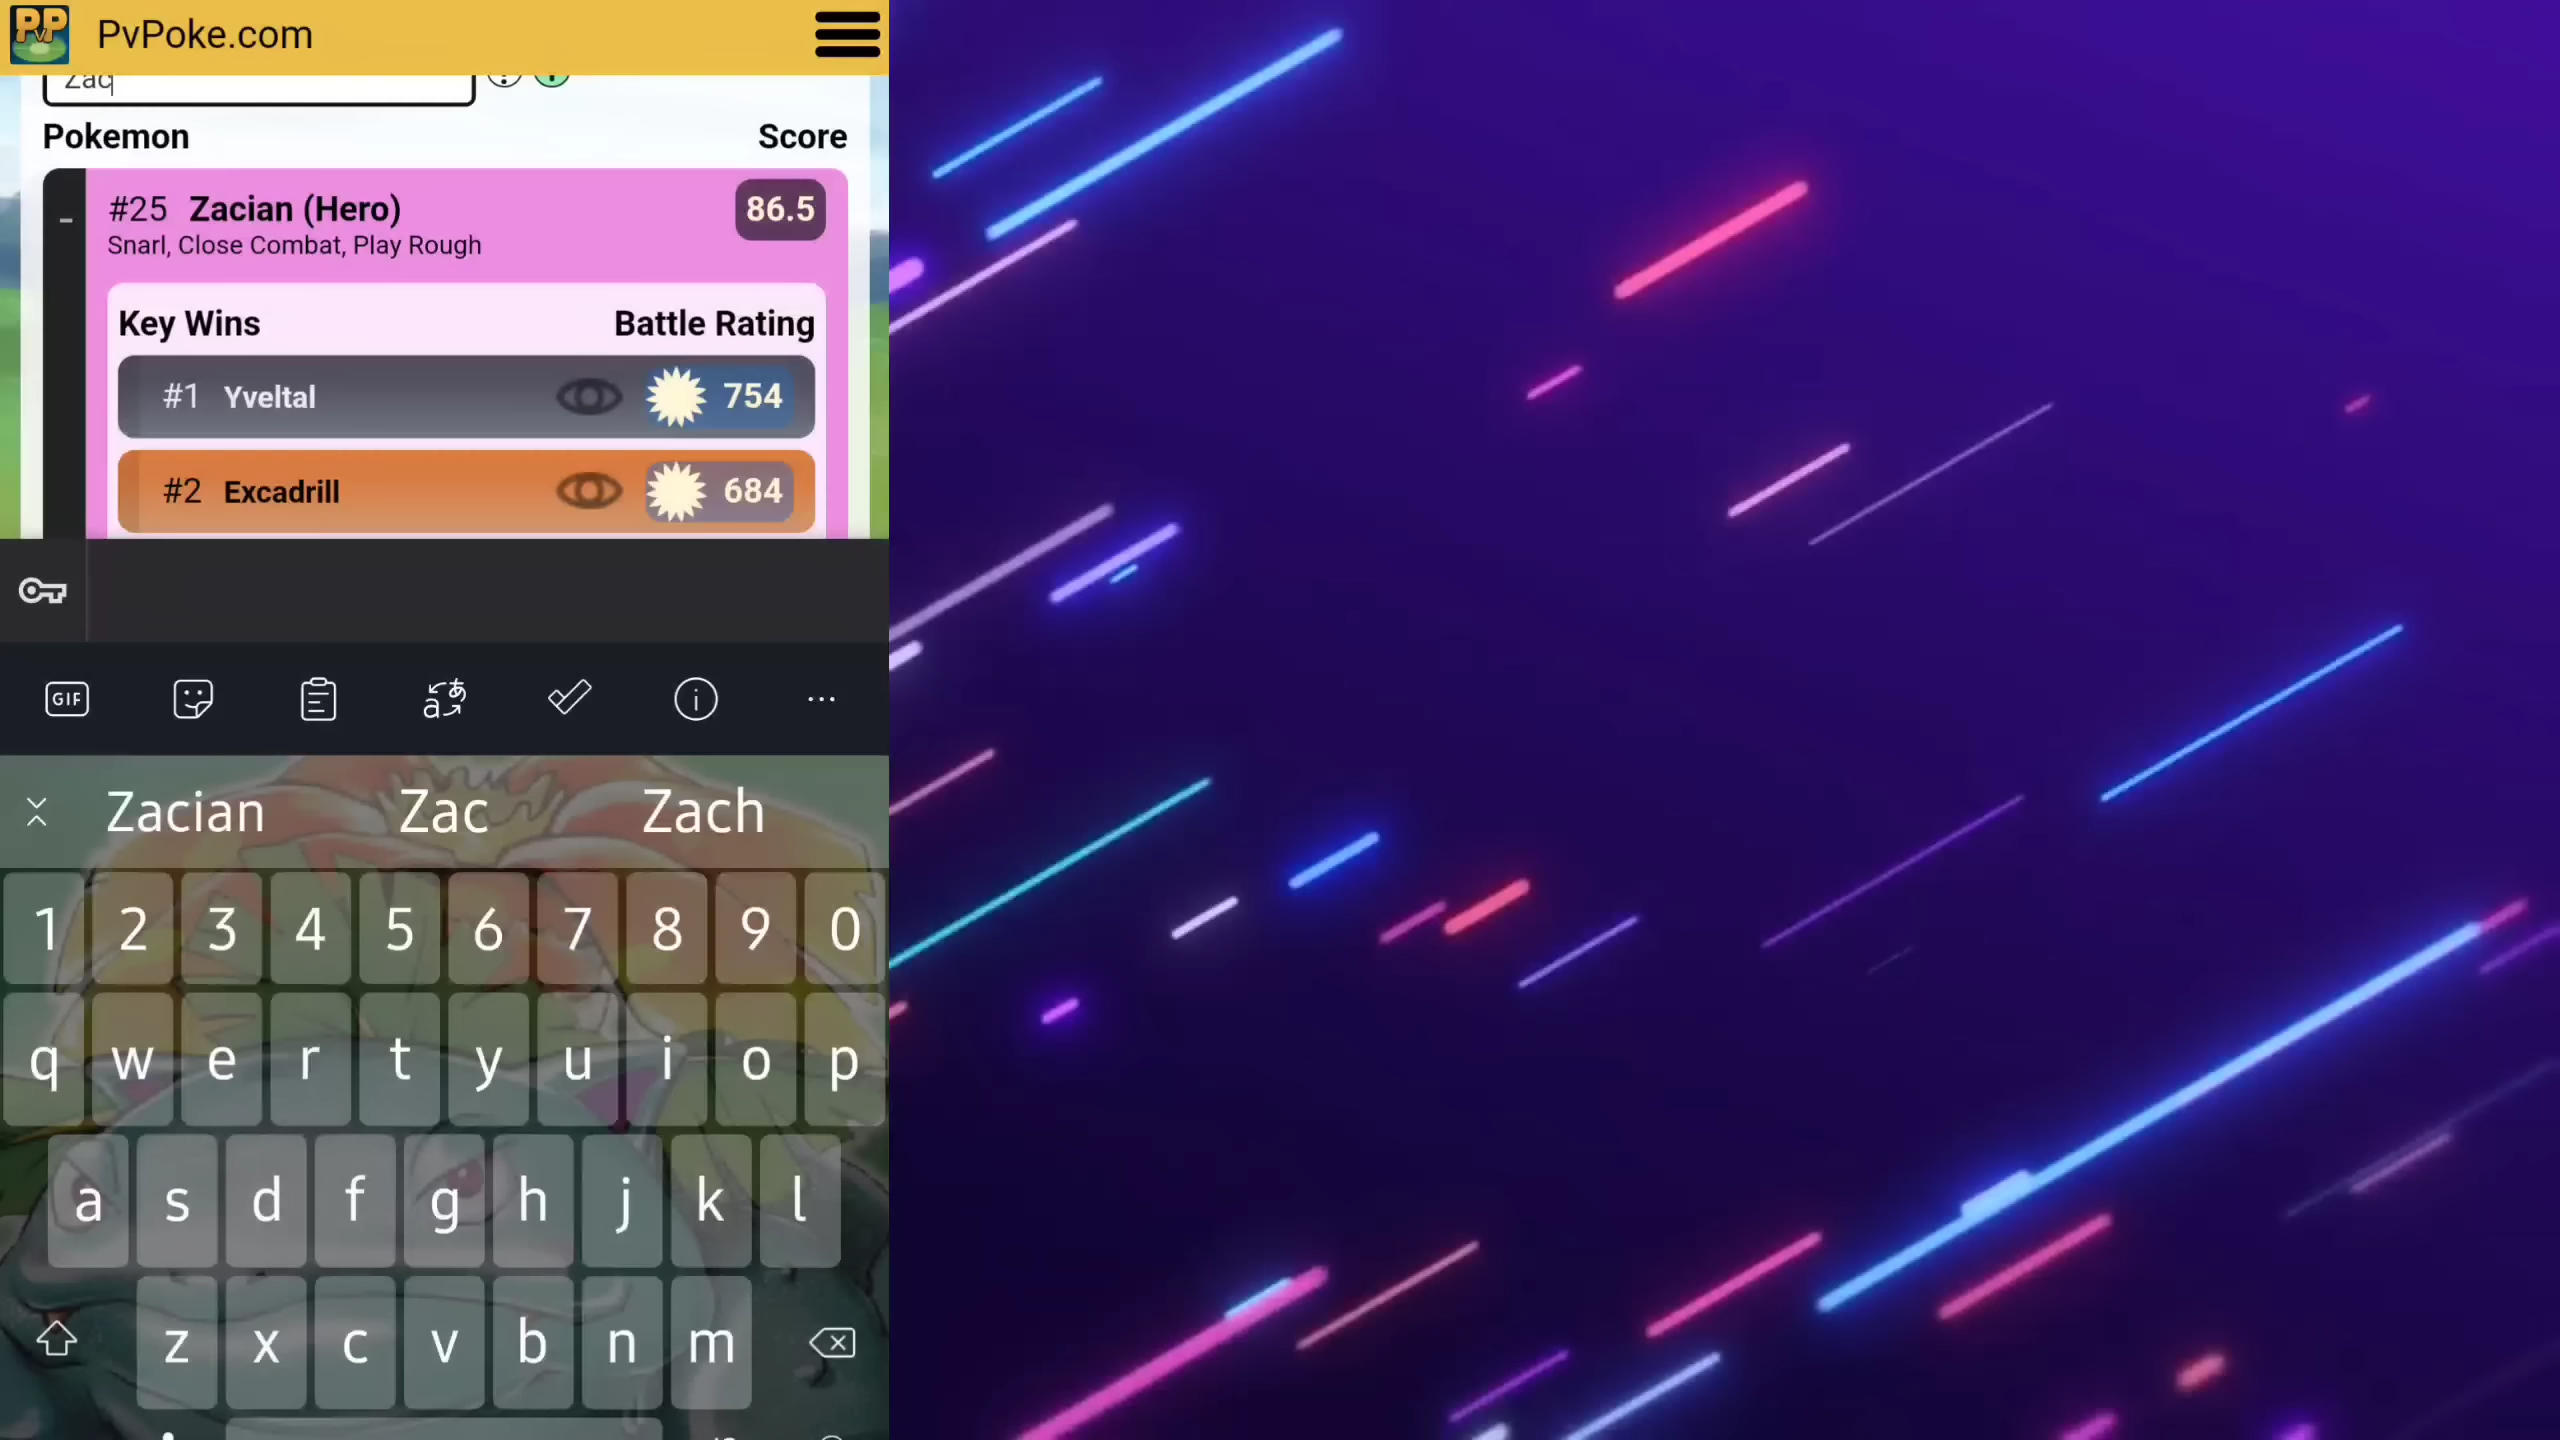 PvPoke.com
Zac
Pokemon Score
#25 Zacian (Hero) 86.5
Snarl, Close Combat, Play Rough
Key Wins Battle Rating
#1 Yveltal 754
#2 Excadrill 684
GIF
Zacian Zac Zach
1 2 3 4 5 6 7 8 9 0
q w e r t y u i o p
a s d f g h j k l
z x c v b n m